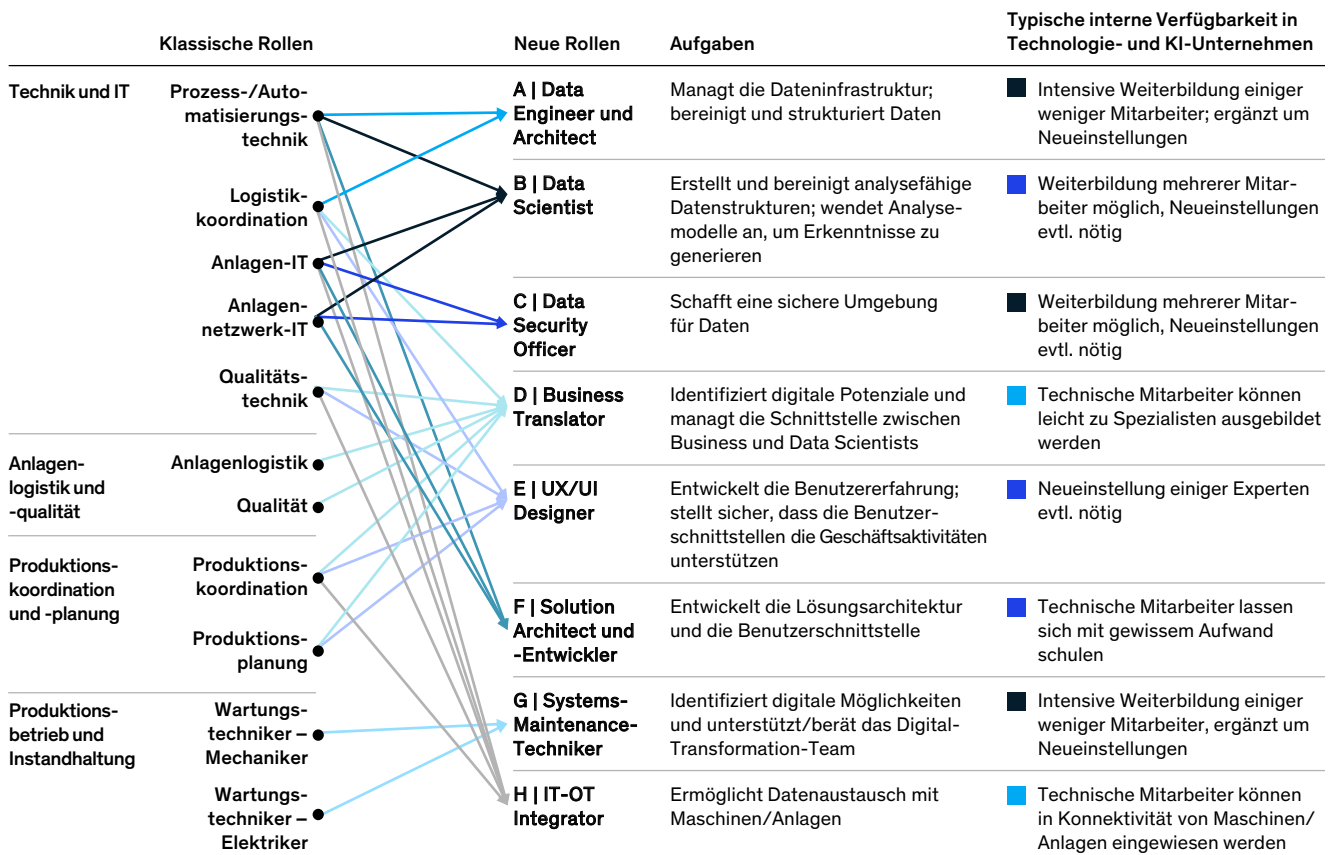 Klassische Rollen
Neue Rollen
Aufgaben
Typische interne Verfügbarkeit in
Technologie- und KI-Unternehmen
Technik und IT
Prozess-/Auto-
matisierungs-
technik
Logistik-
koordination
Anlagen-IT
Anlagen-
netzwerk-IT
Qualitäts-
technik
Anlagen-
logistik und
-qualität
Anlagenlogistik
Qualität
Produktions-
koordination
und -planung
Produktions-
koordination
Produktions-
planung
Produktions-
betrieb und
Instandhaltung
Wartungs-
techniker –
Mechaniker
Wartungs-
techniker –
Elektriker
A | Data
Engineer und
Architect
Managt die Dateninfrastruktur;
bereinigt und strukturiert Daten
Intensive Weiterbildung einiger
weniger Mitarbeiter; ergänzt um
Neueinstellungen
B | Data
Scientist
Erstellt und bereinigt analysefähige
Datenstrukturen; wendet Analyse-
modelle an, um Erkenntnisse zu
generieren
Weiterbildung mehrerer Mitar-
beiter möglich, Neueinstellungen
evtl. nötig
C | Data
Security
Officer
Schafft eine sichere Umgebung
für Daten
Weiterbildung mehrerer Mitar-
beiter möglich, Neueinstellungen
evtl. nötig
D | Business
Translator
Identifiziert digitale Potenziale und
managt die Schnittstelle zwischen
Business und Data Scientists
Technische Mitarbeiter können
leicht zu Spezialisten ausgebildet
werden
E | UX/UI
Designer
Entwickelt die Benutzererfahrung;
stellt sicher, dass die Benutzer-
schnittstellen die Geschäftsaktivitäten
unterstützen
Neueinstellung einiger Experten
evtl. nötig
F | Solution
Architect und
-Entwickler
Entwickelt die Lösungsarchitektur
und die Benutzerschnittstelle
Technische Mitarbeiter lassen
sich mit gewissem Aufwand
schulen
G | Systems-
Maintenance-
Techniker
Identifiziert digitale Möglichkeiten
und unterstützt/berät das Digital-
Transformation-Team
Intensive Weiterbildung einiger
weniger Mitarbeiter, ergänzt um
Neueinstellungen
H | IT-OT
Integrator
Ermöglicht Datenaustausch mit
Maschinen/Anlagen
Technische Mitarbeiter können
in Konnektivität von Maschinen/
Anlagen eingewiesen werden